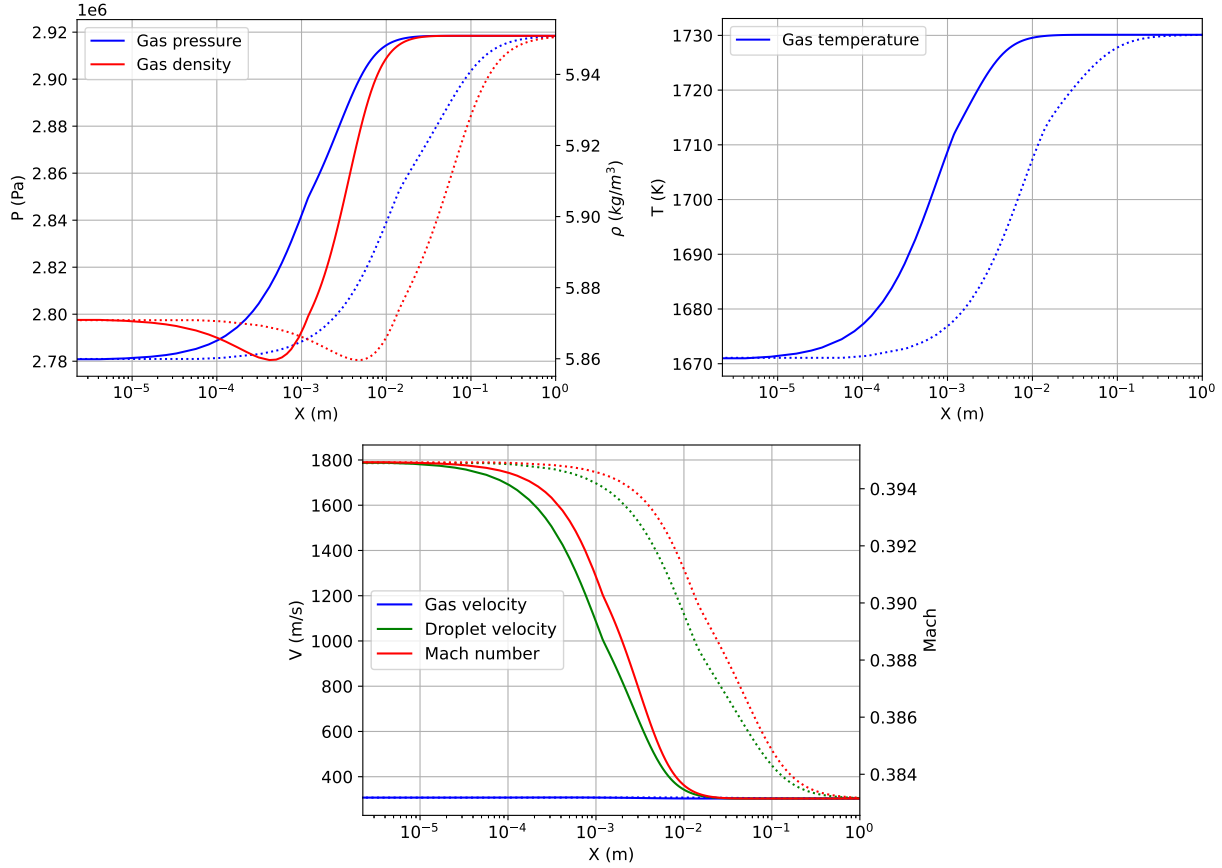 1e6
Gas pressure
Gas density
2.92
2.90
2.88
2.86
2.84
2.82
2.80
2.78
P (Pa)
5.94
5.92
5.90
5.88
5.86
ρ (kg/m³)
10⁻⁵ 10⁻⁴ 10⁻³ 10⁻² 10⁻¹ 10⁰
X (m)
Gas temperature
1730
1720
1710
1700
1690
1680
1670
T (K)
10⁻⁵ 10⁻⁴ 10⁻³ 10⁻² 10⁻¹ 10⁰
X (m)
1800
1600
1400
1200
1000
800
600
400
V (m/s)
Gas velocity
Droplet velocity
Mach number
0.394
0.392
0.390
0.388
0.386
0.384
Mach
10⁻⁵ 10⁻⁴ 10⁻³ 10⁻² 10⁻¹ 10⁰
X (m)